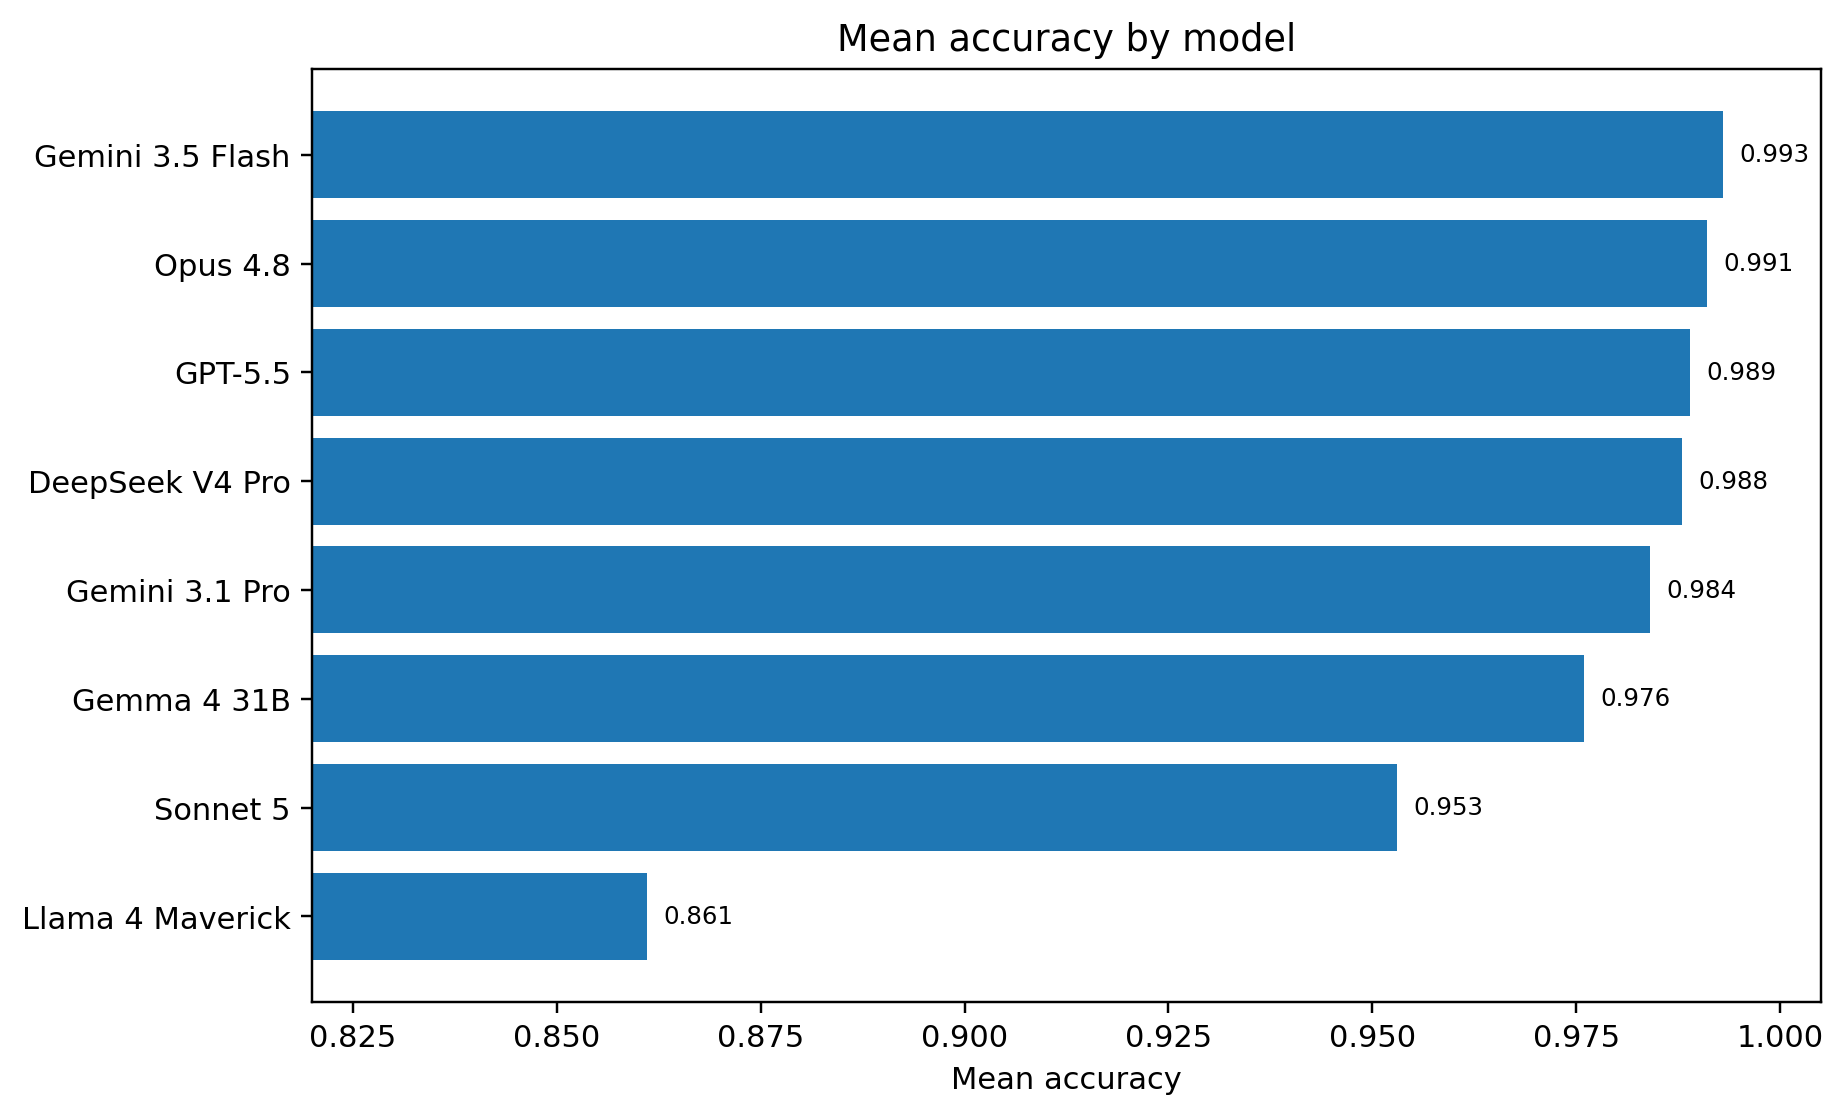 Mean accuracy by model
Gemini 3.5 Flash 0.993
Opus 4.8 0.991
GPT-5.5 0.989
DeepSeek V4 Pro 0.988
Gemini 3.1 Pro 0.984
Gemma 4 31B 0.976
Sonnet 5 0.953
Llama 4 Maverick 0.861
0.825 0.850 0.875 0.900 0.925 0.950 0.975 1.000
Mean accuracy